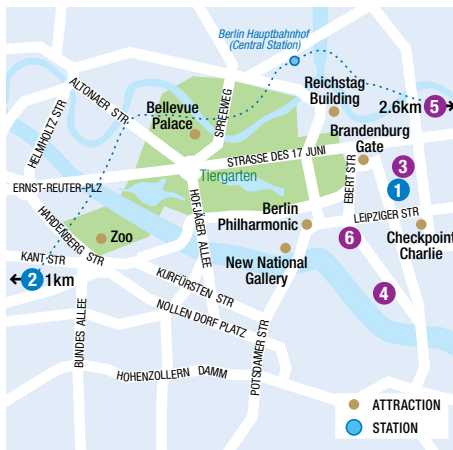 Berlin Hauptbahnhof
(Central Station)
ALTONAER STR
HELMHOLTZ STR
SPREEWEG
Reichstag
Building
2.6km 5
Bellevue
Palace
Brandenburg
Gate
STRASSE DES 17 JUNI
3
Tiergarten
ERNST-REUTER-PLZ
EBERT STR
1
HARDENBERG STR
HOFJÄGER ALLEE
Berlin
Philharmonic
LEIPZIGER STR
Zoo
6
Checkpoint
Charlie
KANT-STR
New National
Gallery
2 1km
KURFÜRSTEN STR
4
NOLLEN DORF PLATZ
BUNDES ALLEE
POTSDAMER STR
HOHENZOLLERN DAMM
ATTRACTION
STATION